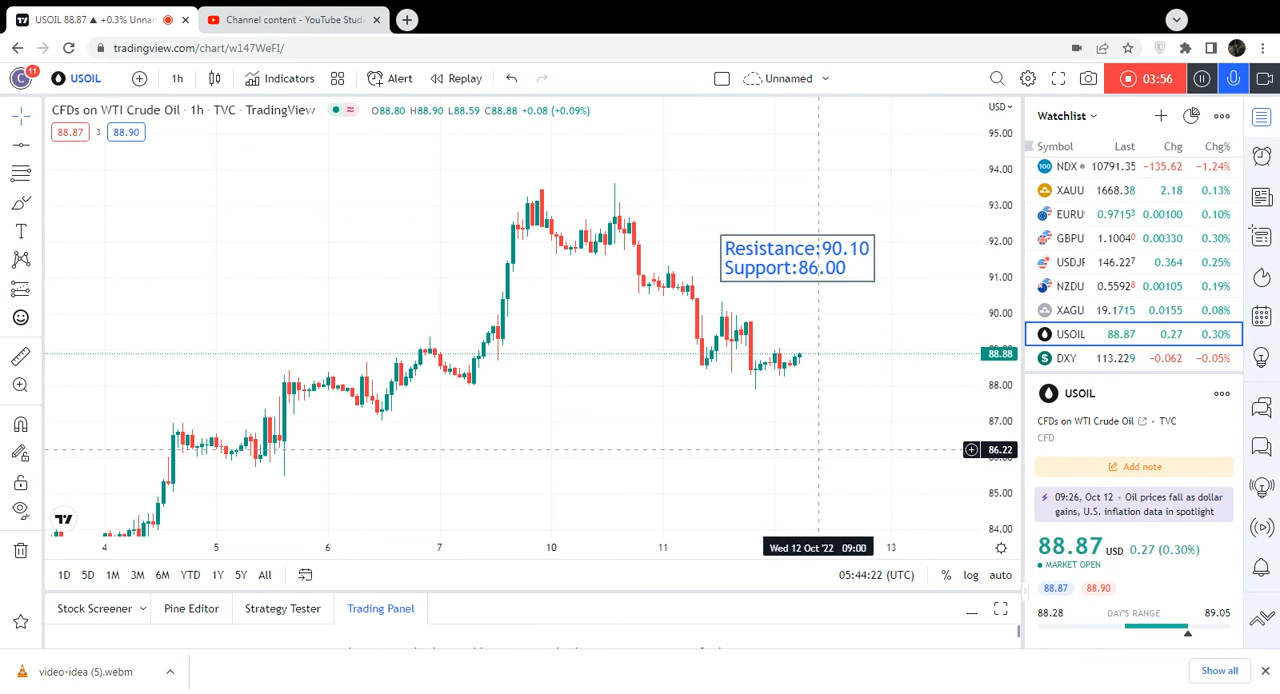 USOIL 88.87 ▲ +0.3% Unnan
Channel content - YouTube Studi
tradingview.com/chart/w147WeFI/
C 11 USOIL 1h Indicators Alert Replay Unnamed 03:56
CFDs on WTI Crude Oil · 1h · TVC · TradingView O88.80 H88.90 L88.59 C88.88 +0.08 (+0.09%)
88.87 3 88.90
USD
95.00
94.00
93.00
92.00
91.00
88.88
88.00
87.00
86.22
85.00
84.00
Resistance:90.10
Support:86.00
4 5 6 7 10 11 Wed 12 Oct '22 09:00 13
1D 5D 1M 3M 6M YTD 1Y 5Y All 05:44:22 (UTC) % log auto
Stock Screener Pine Editor Strategy Tester Trading Panel
Watchlist
Symbol Last Chg Chg%
100 NDX 10791.35 −135.62 −1.24%
XAUU 1668.38 2.18 0.13%
EURU 0.97153 0.00100 0.10%
GBPU 1.10040 0.00330 0.30%
USDJF 146.227 0.364 0.25%
NZDU 0.55928 0.00105 0.19%
XAGU 19.1715 0.0155 0.08%
USOIL 88.87 0.27 0.30%
DXY 113.229 −0.062 −0.05%
USOIL
CFDs on WTI Crude Oil · TVC
CFD
Add note
09:26, Oct 12 · Oil prices fall as dollar
gains, U.S. inflation data in spotlight
88.87 USD 0.27 (0.30%)
MARKET OPEN
88.87 88.90
88.28 DAY'S RANGE 89.05
video-idea (5).webm
Show all